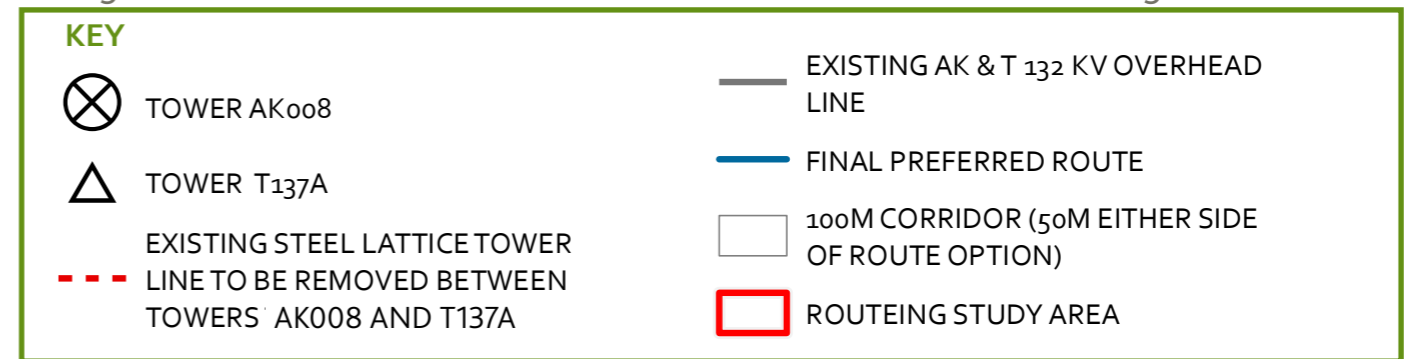 KEY
TOWER AK008
TOWER T137A
EXISTING STEEL LATTICE TOWER
LINE TO BE REMOVED BETWEEN
TOWERS AK008 AND T137A
EXISTING AK & T 132 KV OVERHEAD
LINE
FINAL PREFERRED ROUTE
100M CORRIDOR (50M EITHER SIDE
OF ROUTE OPTION)
ROUTEING STUDY AREA